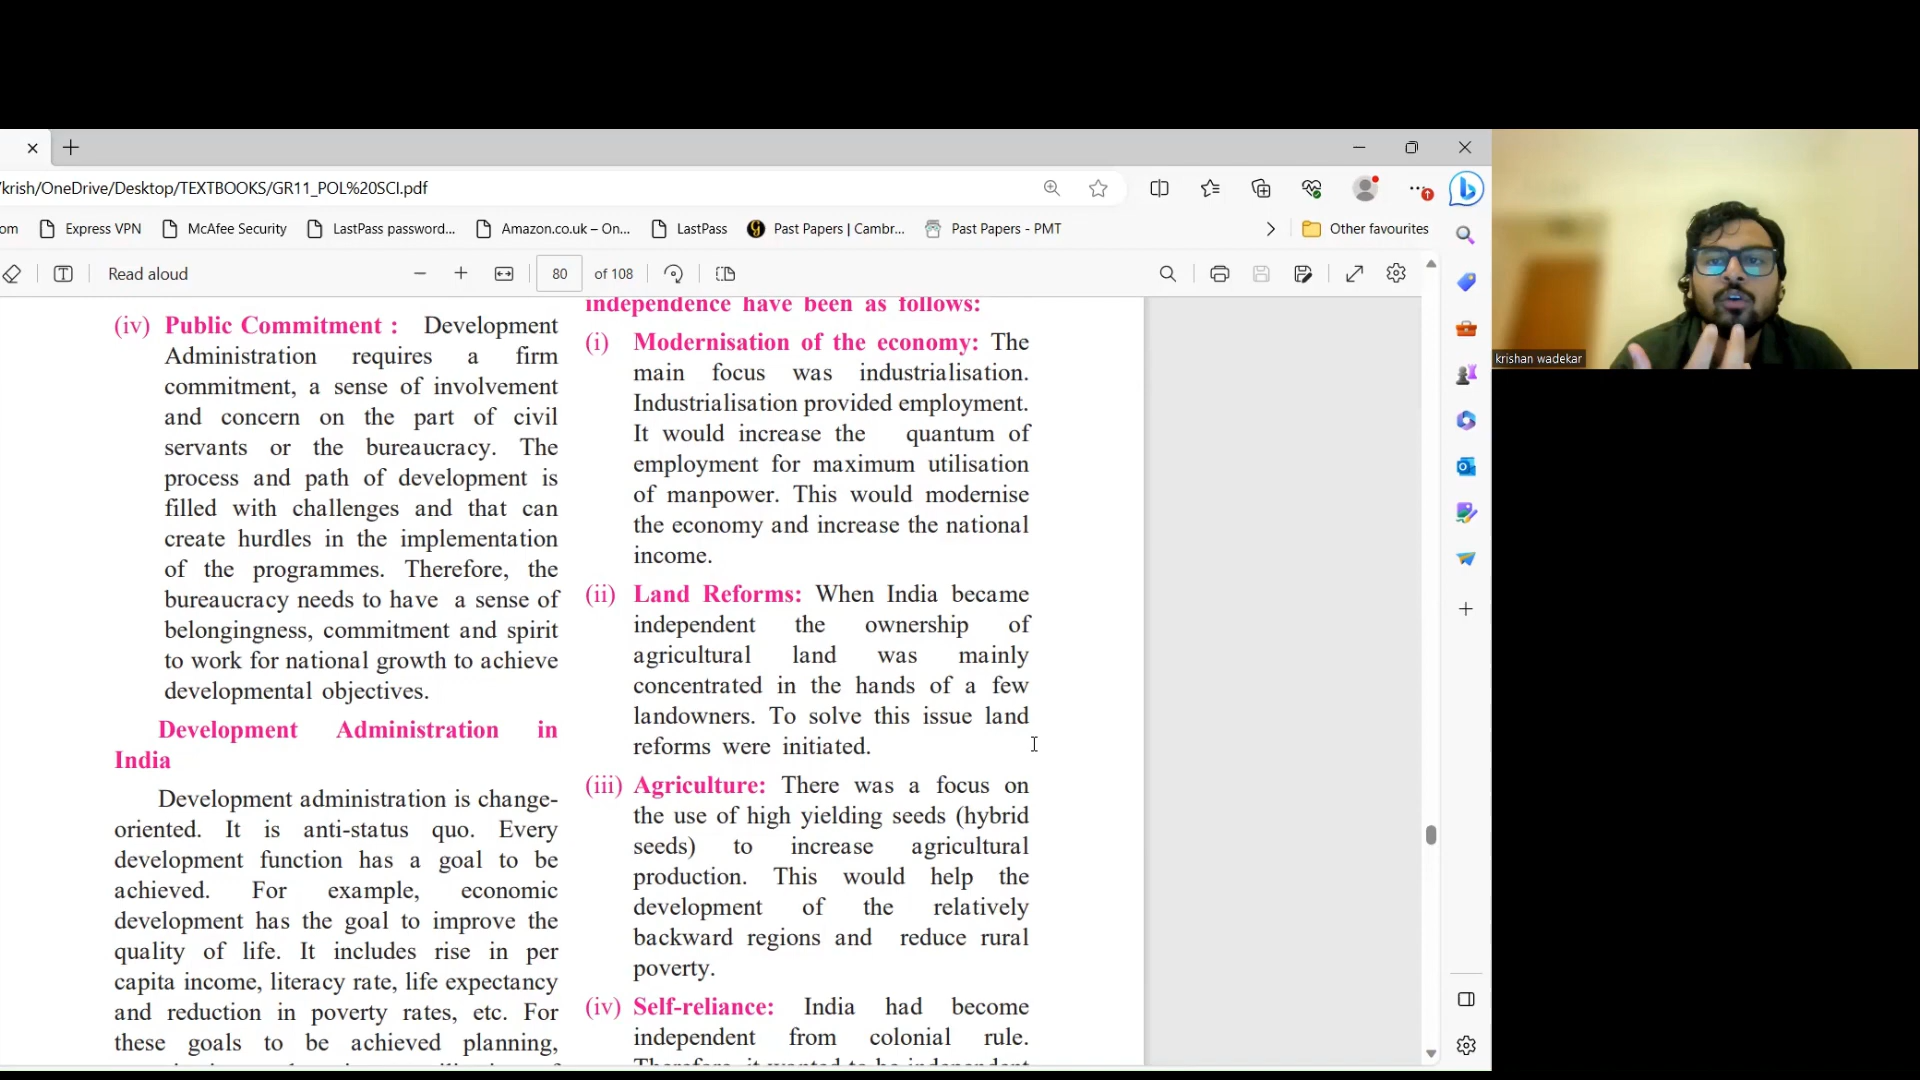 /krish/OneDrive/Desktop/TEXTBOOKS/GR11_POL%20SCI.pdf
om Express VPN McAfee Security LastPass password... Amazon.co.uk – On... LastPass Past Papers | Cambr... Past Papers - PMT Other favourites
Read aloud 80 of 108
(iv) Public Commitment : Development
Administration requires a firm
commitment, a sense of involvement
and concern on the part of civil
servants or the bureaucracy. The
process and path of development is
filled with challenges and that can
create hurdles in the implementation
of the programmes. Therefore, the
bureaucracy needs to have a sense of
belongingness, commitment and spirit
to work for national growth to achieve
developmental objectives.
Development Administration in
India
Development administration is change-
oriented. It is anti-status quo. Every
development function has a goal to be
achieved. For example, economic
development has the goal to improve the
quality of life. It includes rise in per
capita income, literacy rate, life expectancy
and reduction in poverty rates, etc. For
these goals to be achieved planning,
independence have been as follows:
(i) Modernisation of the economy: The
main focus was industrialisation.
Industrialisation provided employment.
It would increase the quantum of
employment for maximum utilisation
of manpower. This would modernise
the economy and increase the national
income.
(ii) Land Reforms: When India became
independent the ownership of
agricultural land was mainly
concentrated in the hands of a few
landowners. To solve this issue land
reforms were initiated.
(iii) Agriculture: There was a focus on
the use of high yielding seeds (hybrid
seeds) to increase agricultural
production. This would help the
development of the relatively
backward regions and reduce rural
poverty.
(iv) Self-reliance: India had become
independent from colonial rule.
Therefore, it wanted to be independent
krishan wadekar